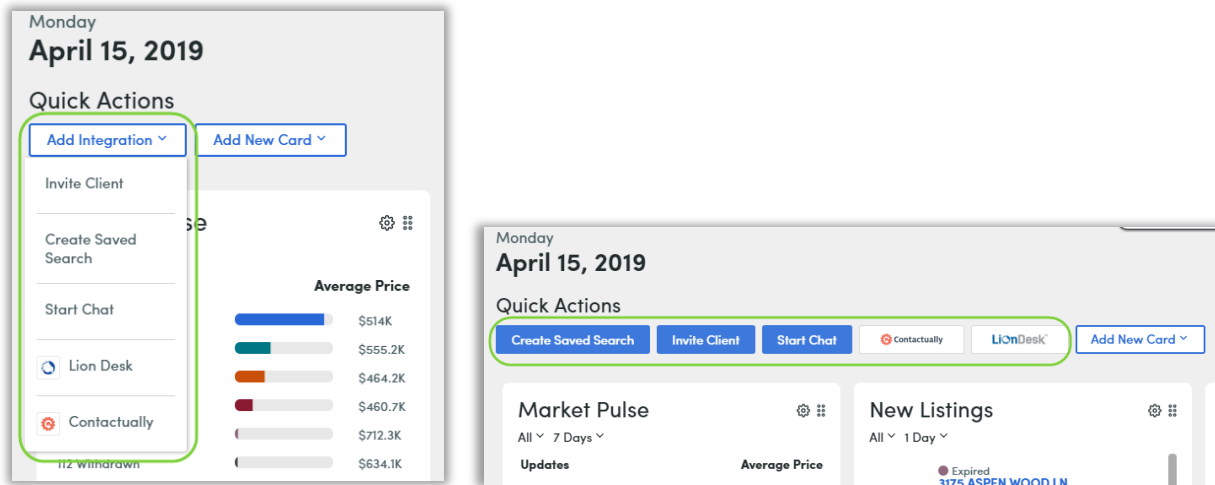 Monday
April 15, 2019
Quick Actions
Add Integration
Add New Card
Invite Client
Create Saved
Search
Start Chat
Lion Desk
Contactually
se
Average Price
$514K
$555.2K
$464.2K
$460.7K
$712.3K
112 Withdrawn
$634.1K
Monday
April 15, 2019
Quick Actions
Create Saved Search
Invite Client
Start Chat
Contactually
LionDesk
Add New Card
Market Pulse
All 7 Days
Updates
Average Price
New Listings
All 1 Day
Expired
3175 ASPEN WOOD LN